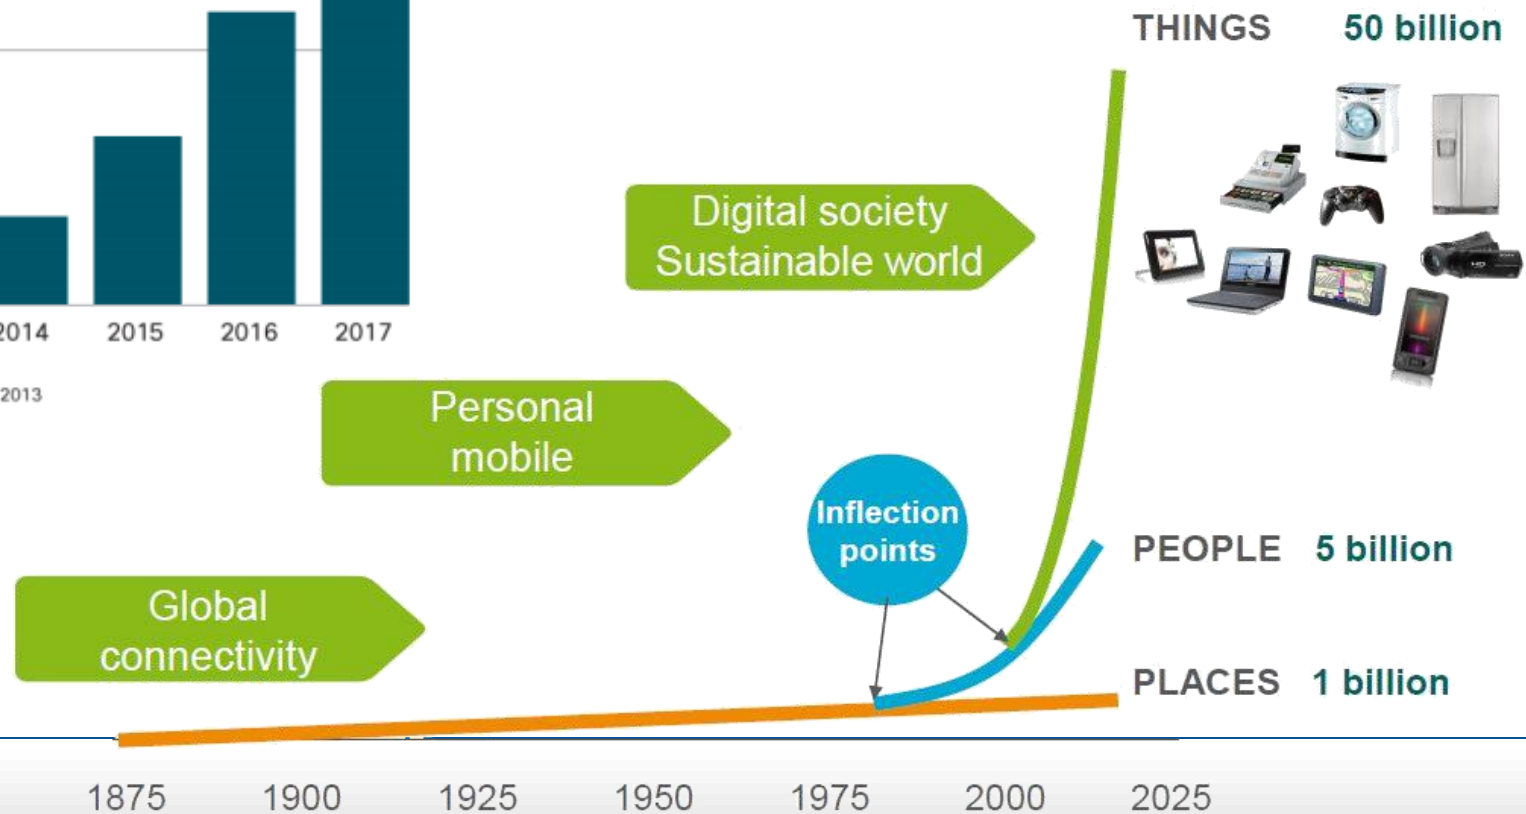 THINGS 50 billion
Digital society
Sustainable world
2014 2015 2016 2017
2013
Personal
mobile
Inflection
points
PEOPLE 5 billion
Global
connectivity
PLACES 1 billion
1875 1900 1925 1950 1975 2000 2025